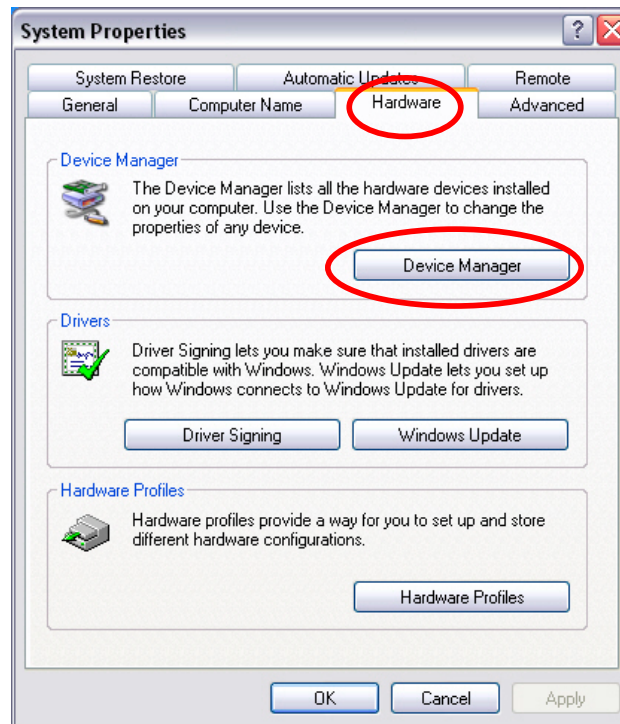 System Properties
?
System Restore Automatic Updates Remote
General Computer Name Hardware Advanced
Device Manager
The Device Manager lists all the hardware devices installed
on your computer. Use the Device Manager to change the
properties of any device.
Device Manager
Drivers
Driver Signing lets you make sure that installed drivers are
compatible with Windows. Windows Update lets you set up
how Windows connects to Windows Update for drivers.
Driver Signing Windows Update
Hardware Profiles
Hardware profiles provide a way for you to set up and store
different hardware configurations.
Hardware Profiles
OK Cancel Apply